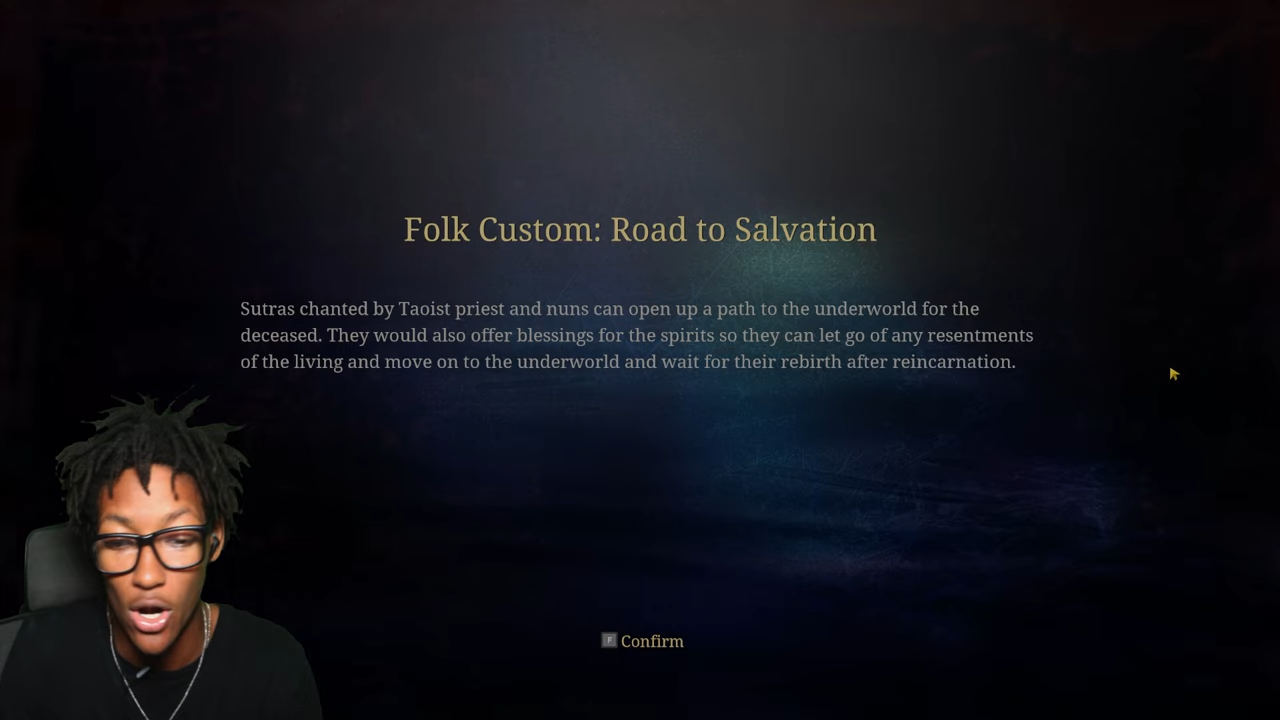 Folk Custom: Road to Salvation
Sutras chanted by Taoist priest and nuns can open up a path to the underworld for the
deceased. They would also offer blessings for the spirits so they can let go of any resentments
of the living and move on to the underworld and wait for their rebirth after reincarnation.
F Confirm